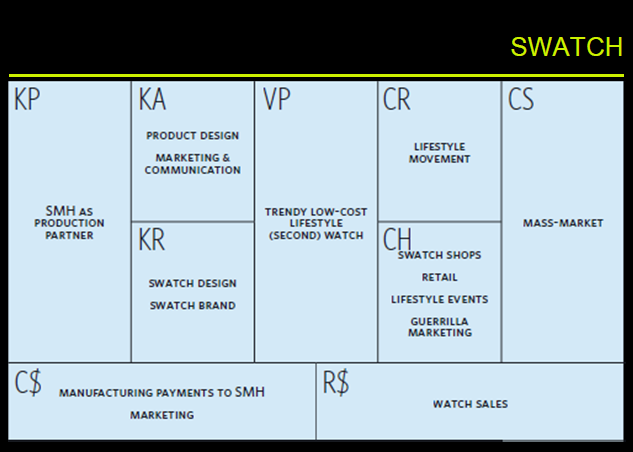 SWATCH
KP
SMH AS
PRODUCTION
PARTNER
KA
PRODUCT DESIGN
MARKETING &
COMMUNICATION
KR
SWATCH DESIGN
SWATCH BRAND
VP
TRENDY LOW-COST
LIFESTYLE
(SECOND) WATCH
CR
LIFESTYLE
MOVEMENT
CH
SWATCH SHOPS
RETAIL
LIFESTYLE EVENTS
GUERRILLA
MARKETING
CS
MASS-MARKET
C$
MANUFACTURING PAYMENTS TO SMH
MARKETING
R$
WATCH SALES